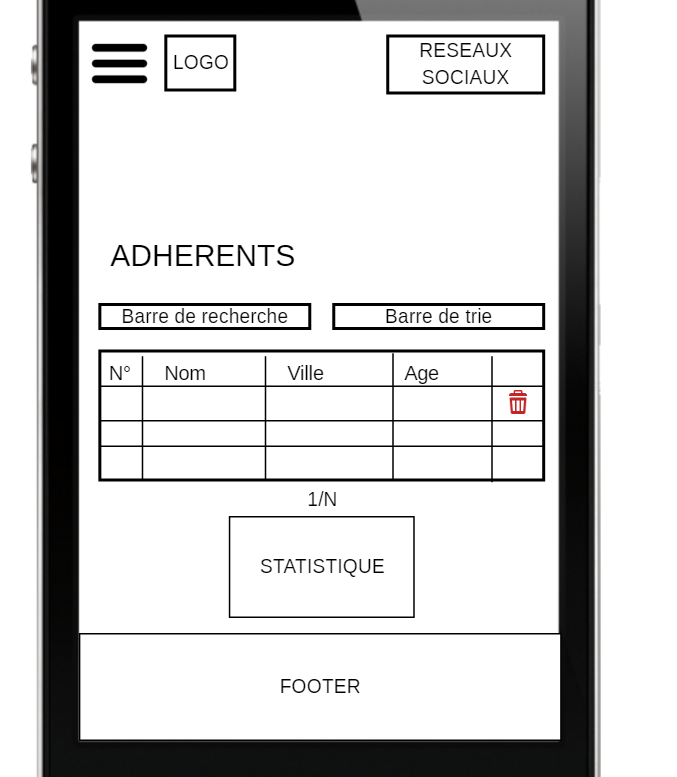 LOGO
RESEAUX
SOCIAUX
ADHERENTS
Barre de recherche
Barre de trie
N° Nom Ville Age
1/N
STATISTIQUE
FOOTER